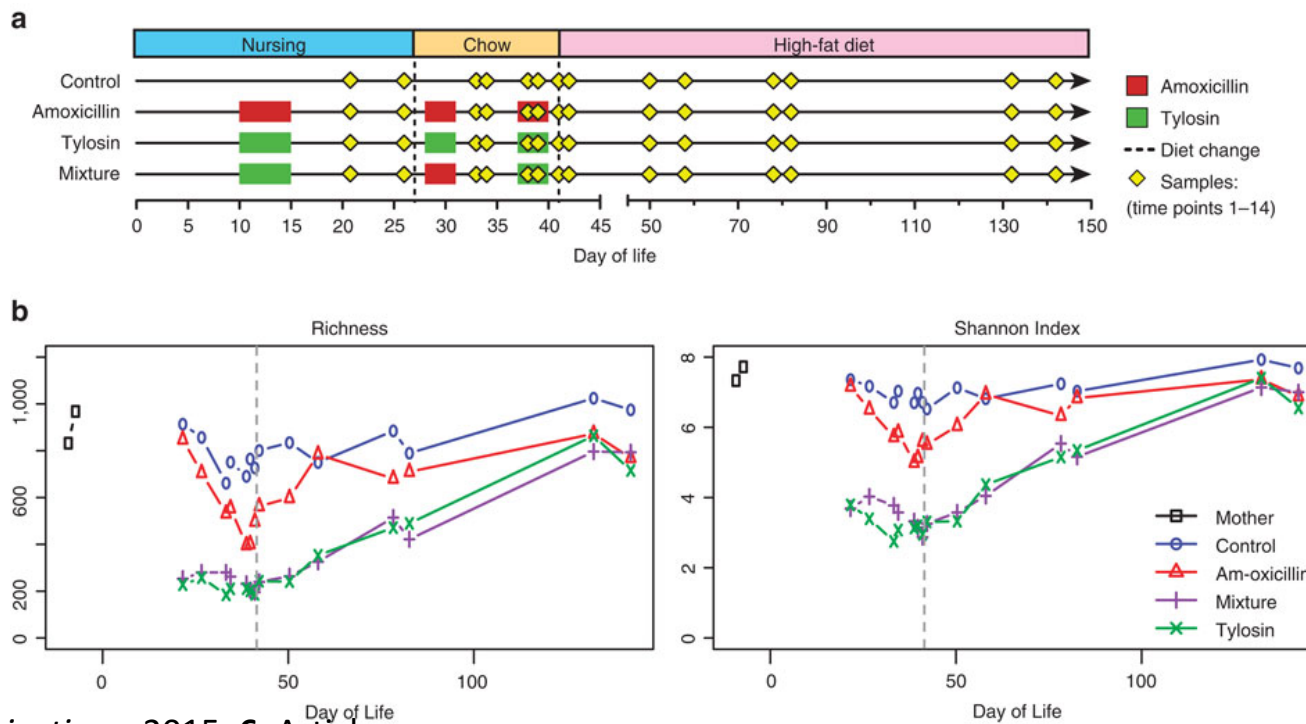 a
Nursing Chow High-fat diet
Control
Amoxicillin
Tylosin
Mixture
Amoxicillin
Tylosin
Diet change
Samples:
(time points 1–14)
0 5 10 15 20 25 30 35 40 45 50 70 90 110 130 150
Day of life
b
Richness
1,000
600
200
0
0 50 100
Day of Life
Shannon Index
8
6
4
2
0
0 50 100
Day of Life
Mother
Control
Am-oxicillin
Mixture
Tylosin
2015